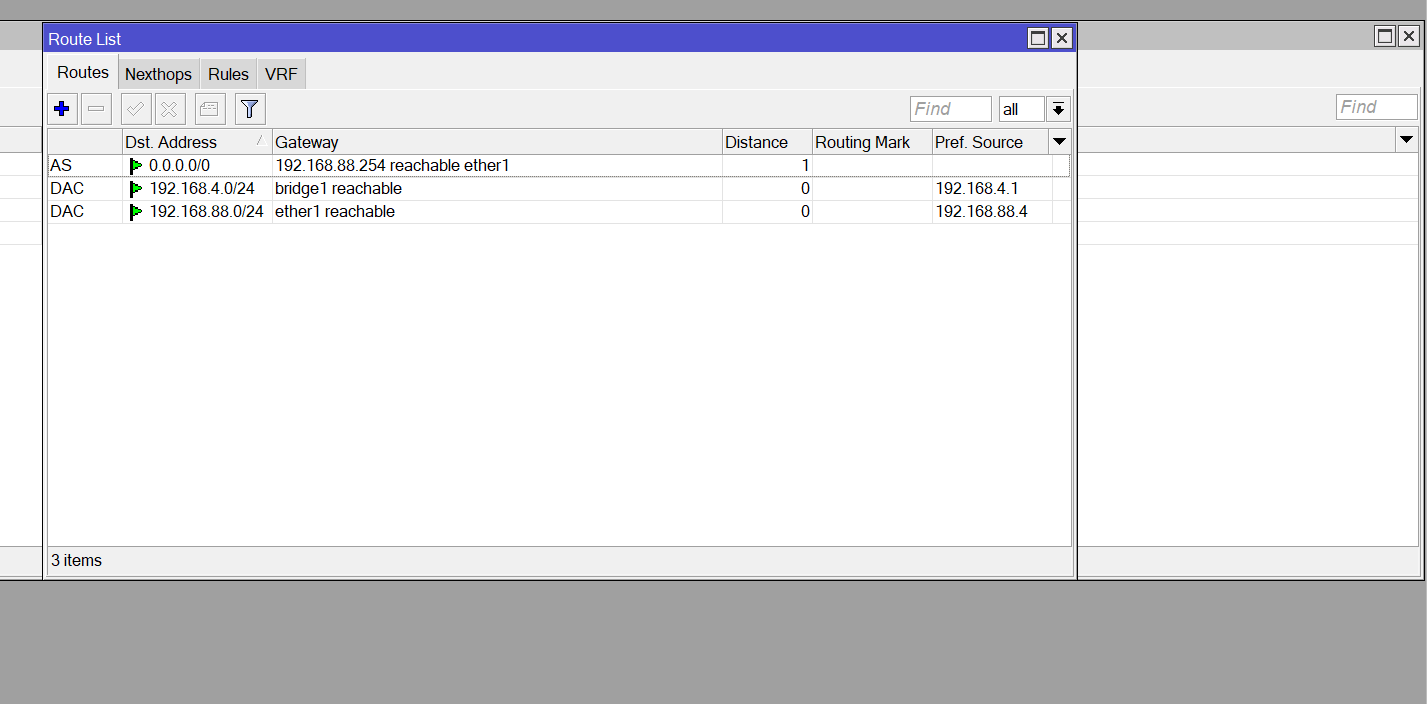 Route List
Routes Nexthops Rules VRF
Find all
Find
Dst. Address Gateway Distance Routing Mark Pref. Source
AS 0.0.0.0/0 192.168.88.254 reachable ether1 1
DAC 192.168.4.0/24 bridge1 reachable 0 192.168.4.1
DAC 192.168.88.0/24 ether1 reachable 0 192.168.88.4
3 items